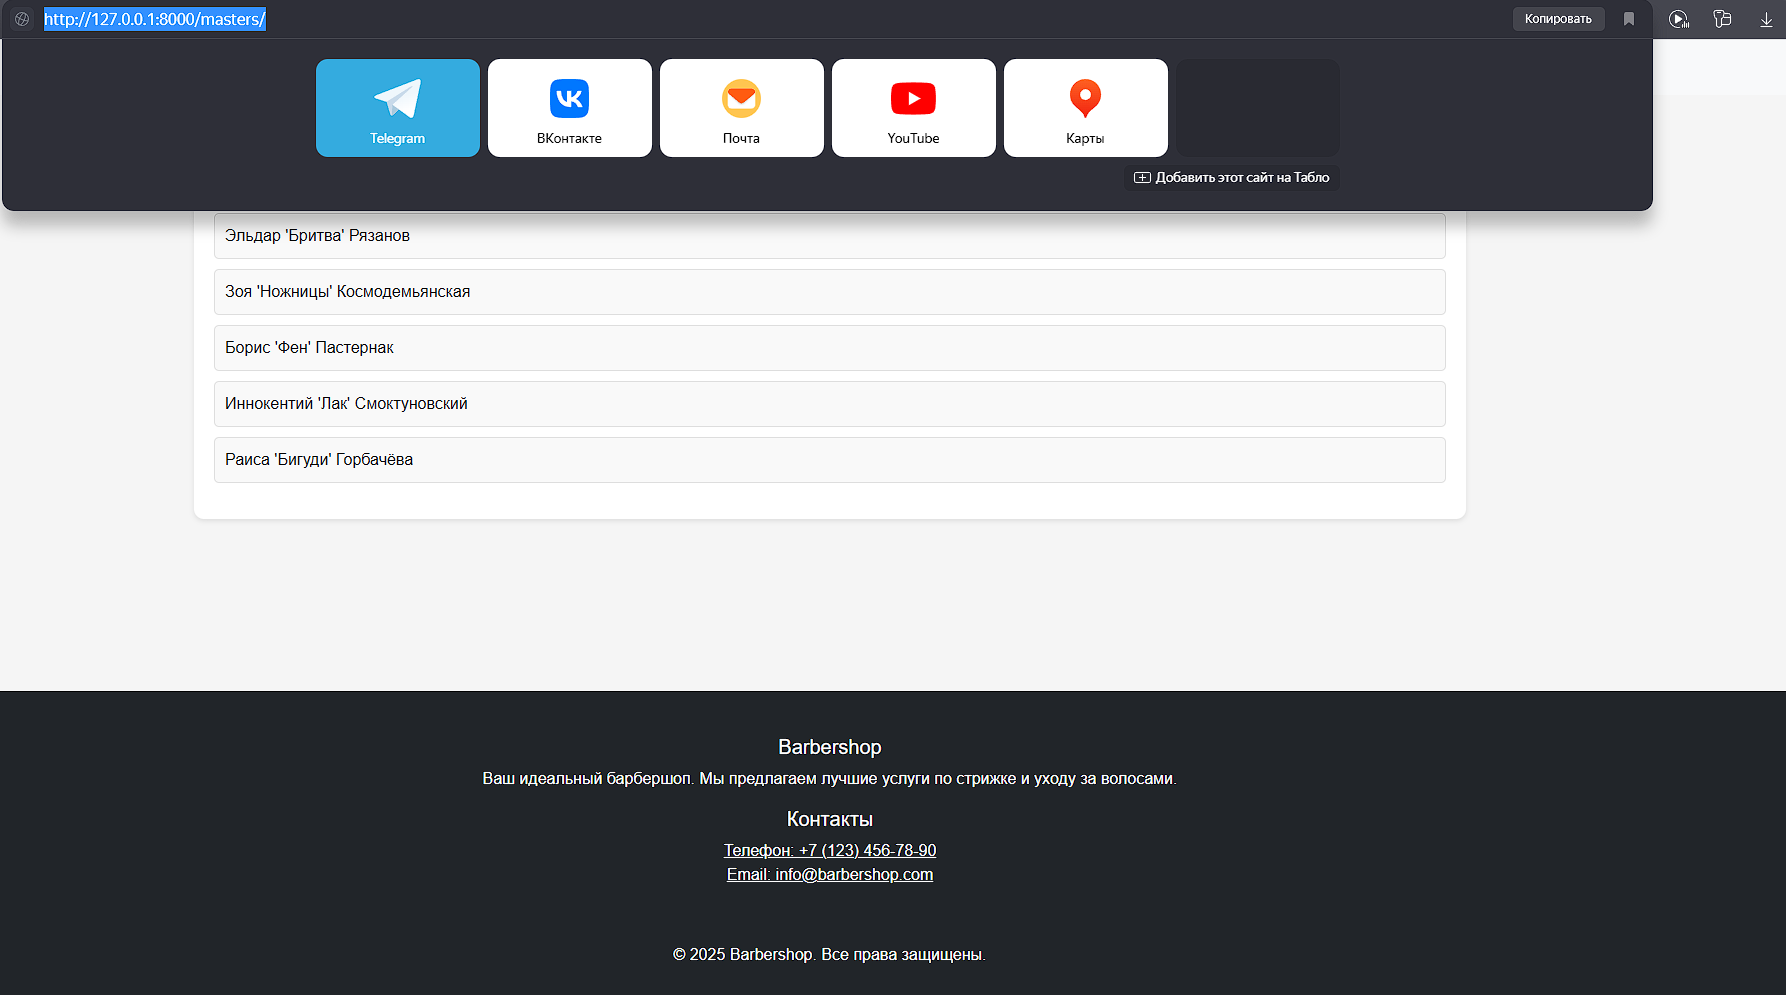 http://127.0.0.1:8000/masters/
Копировать
Telegram
ВКонтакте
Почта
YouTube
Карты
Добавить этот сайт на Табло
Эльдар 'Бритва' Рязанов
Зоя 'Ножницы' Космодемьянская
Борис 'Фен' Пастернак
Иннокентий 'Лак' Смоктуновский
Раиса 'Бигуди' Горбачёва
Barbershop
Ваш идеальный барбершоп. Мы предлагаем лучшие услуги по стрижке и уходу за волосами.
Контакты
Телефон: +7 (123) 456-78-90
Email: info@barbershop.com
© 2025 Barbershop. Все права защищены.